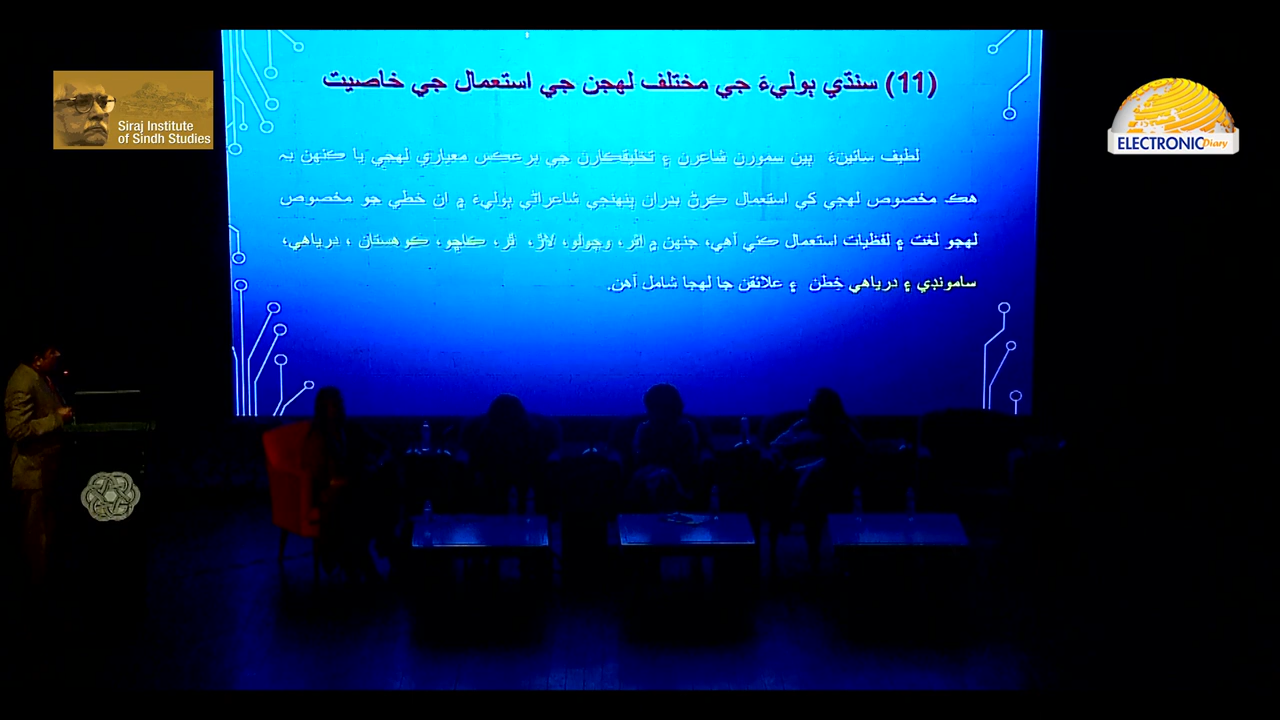 (11) سنڌي ٻوليءَ جي مختلف لهجن جي استعمال جي خاصيت
لطيف سائينءَ ٻين سمورن شاعرن ۽ تخليقڪارن جي برعڪس معياري لهجي يا ڪنهن به
هڪ مخصوص لهجي کي استعمال ڪرڻ بدران پنهنجي شاعراڻي ٻوليءَ ۾ ان خطي جو مخصوص
لهجو لغت ۽ لفظيات استعمال ڪئي آهي، جنهن ۾ اتر، وچولو، لاڙ، ٿر، ڪاڇو، ڪوهستان ، درياهي،
سامونڊي ۽ درياهي خِطن ۽ علائقن جا لهجا شامل آهن.
Siraj Institute
of Sindh Studies
ELECTRONIC Diary